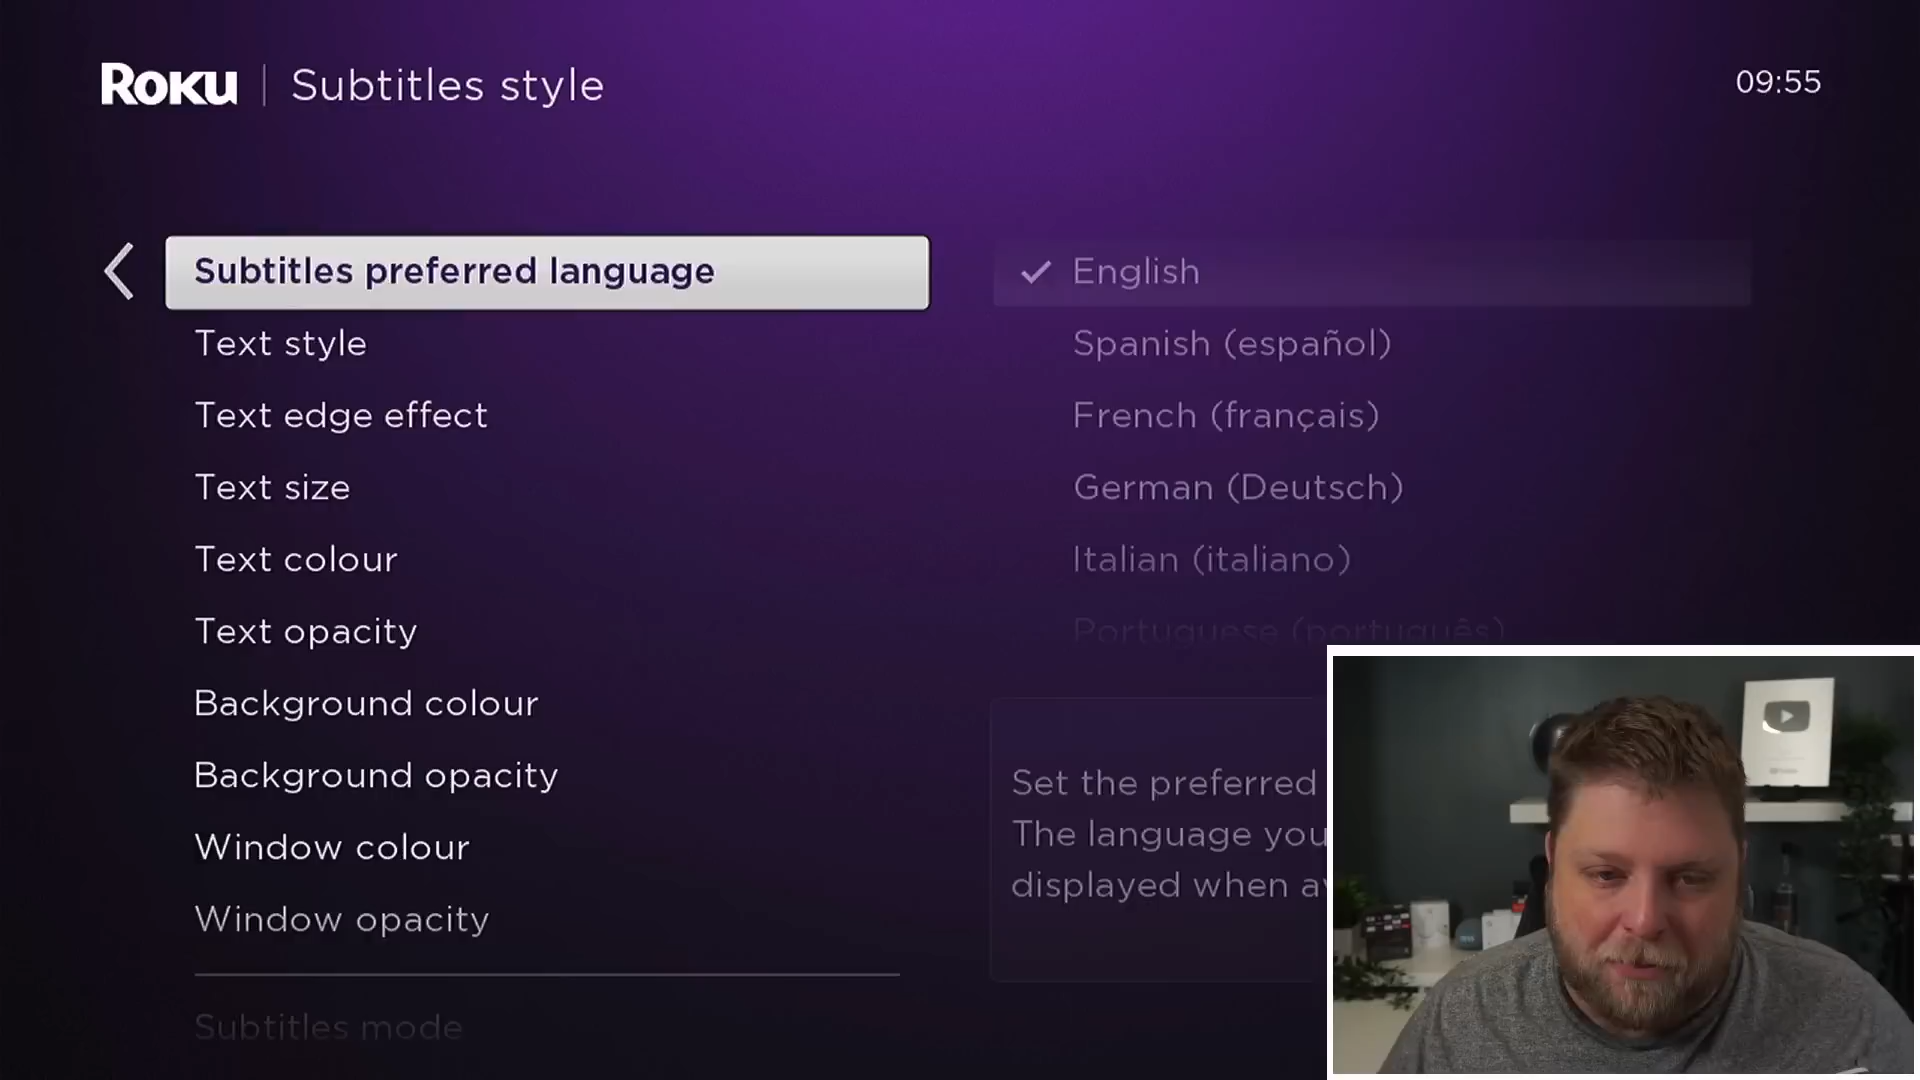 Roku | Subtitles style
09:55
Subtitles preferred language
Text style
Text edge effect
Text size
Text colour
Text opacity
Background colour
Background opacity
Window colour
Window opacity
Subtitles mode
English
Spanish (español)
French (français)
German (Deutsch)
Italian (italiano)
Portuguese (português)
Set the preferred
The language you
displayed when